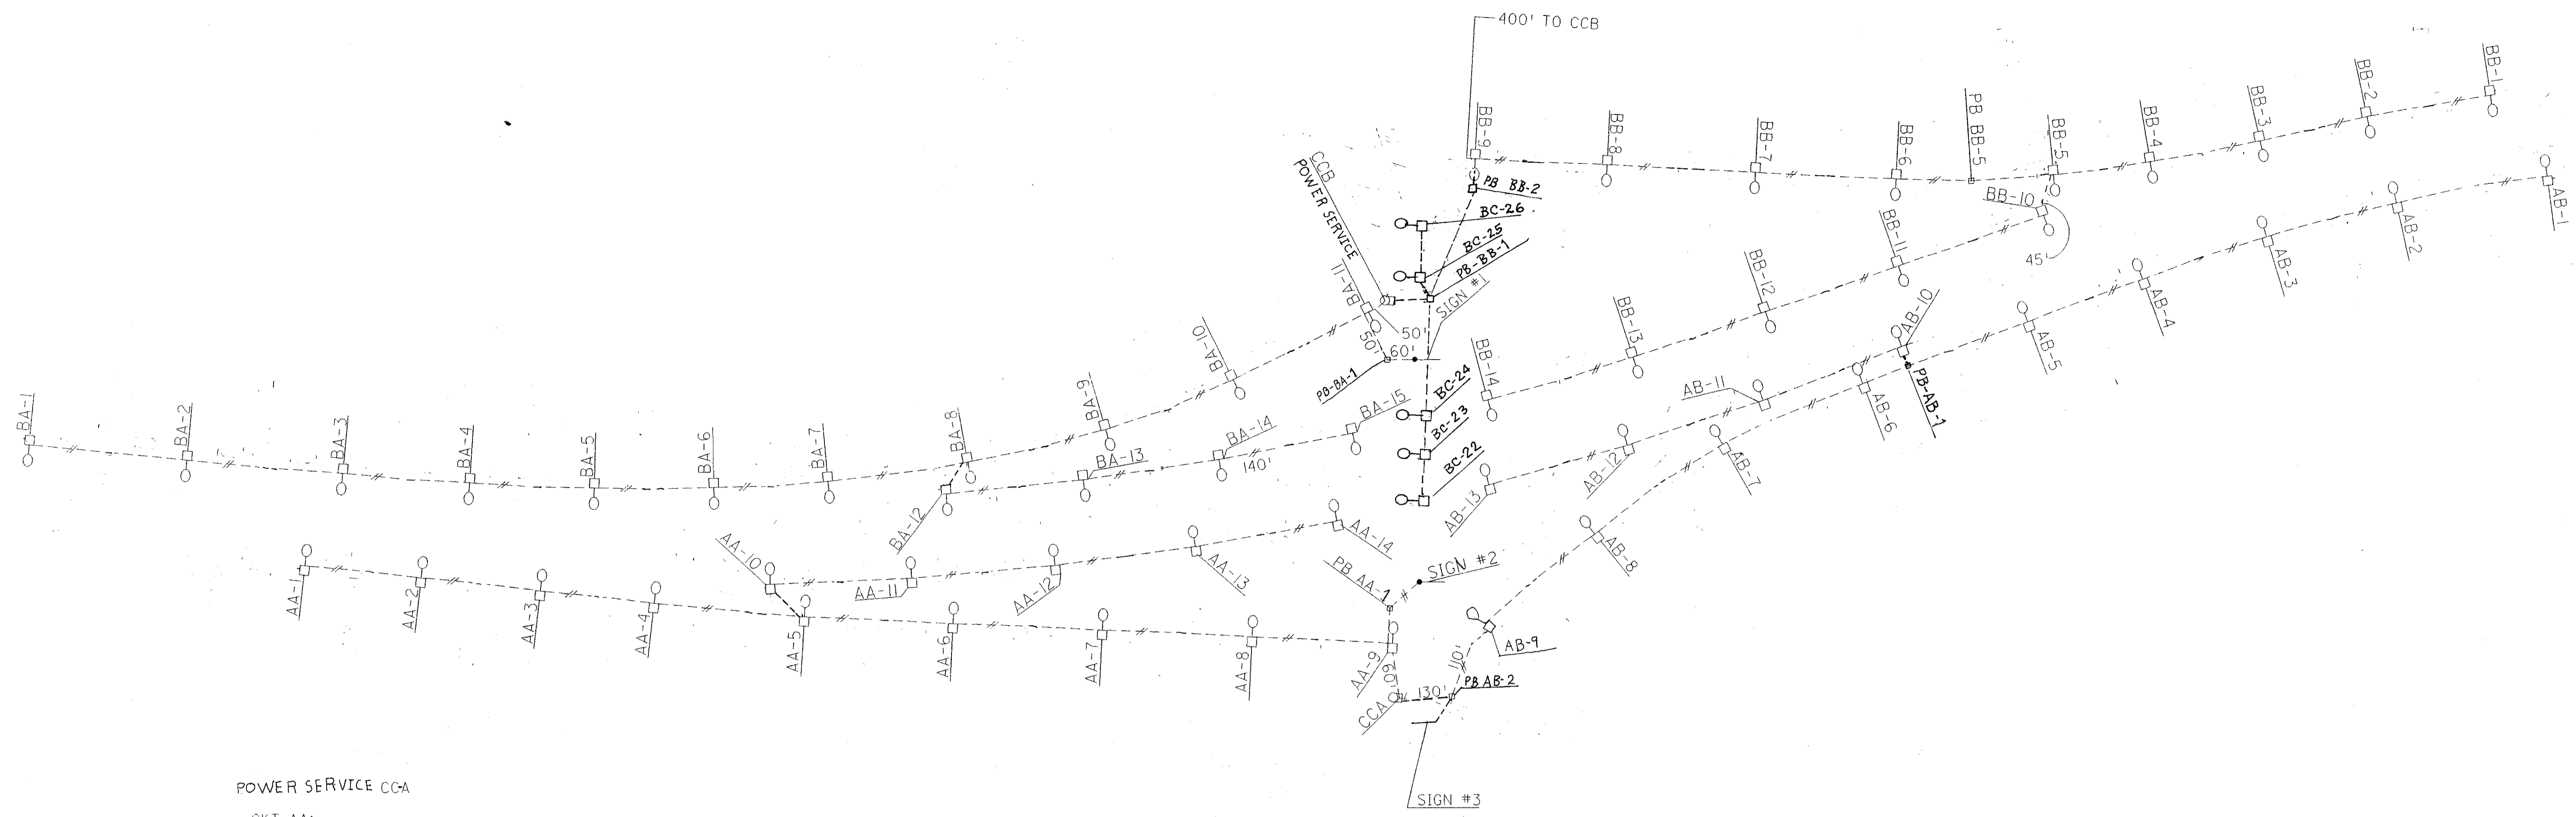 400' TO CCB
BB-9
BB-8
BB-7
BB-6
PB BB-5
BB-5
BB-4
BB-3
BB-2
BB-1
PB BB-2
BC-26
BC-25
PB-BB-1
SIGN #1
CCB
POWER SERVICE
BB-10
45'
BB-11
BB-12
BB-13
BB-14
AB-1
AB-2
AB-3
AB-4
AB-5
AB-10
PB-AB-1
AB-6
AB-11
AB-7
AB-12
AB-13
AB-8
BA-1
BA-2
BA-3
BA-4
BA-5
BA-6
BA-7
BA-8
BA-9
BA-10
BA-11
50'
50'
60'
PB-BA-1
BC-24
BC-23
BC-22
BA-15
BA-14
140'
BA-13
BA-12
AA-10
AA-11
AA-12
AA-13
AA-14
PB AA-1
SIGN #2
AA-1
AA-2
AA-3
AA-4
AA-5
AA-6
AA-7
AA-8
AA-9
60'
110'
AB-9
130'
PB AB-2
CCA
SIGN #3
POWER SERVICE CCA